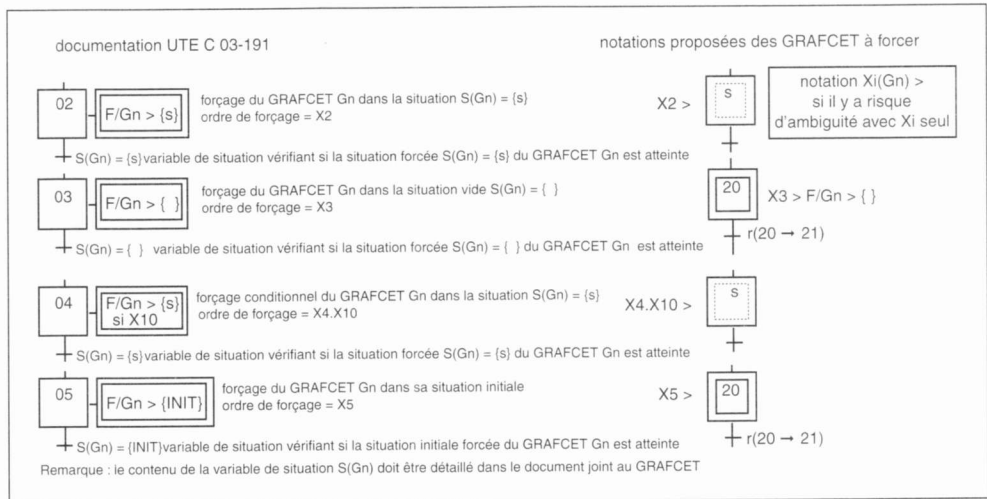 documentation UTE C 03-191
notations proposées des GRAFCET à forcer
02
F/Gn > {s}
forçage du GRAFCET Gn dans la situation S(Gn) = {s}
ordre de forçage = X2
S(Gn) = {s}variable de situation vérifiant si la situation forcée S(Gn) = {s} du GRAFCET Gn est atteinte
X2 >
s
notation Xi(Gn) >
si il y a risque
d'ambiguité avec Xi seul
03
F/Gn > { }
forçage du GRAFCET Gn dans la situation vide S(Gn) = { }
ordre de forçage = X3
S(Gn) = { } variable de situation vérifiant si la situation forcée S(Gn) = { } du GRAFCET Gn est atteinte
20
X3 > F/Gn > { }
r(20 → 21)
04
F/Gn > {s}
si X10
forçage conditionnel du GRAFCET Gn dans la situation S(Gn) = {s}
ordre de forçage = X4.X10
S(Gn) = {s}variable de situation vérifiant si la situation forcée S(Gn) = {s} du GRAFCET Gn est atteinte
X4.X10 >
s
05
F/Gn > {INIT}
forçage du GRAFCET Gn dans sa situation initiale
ordre de forçage = X5
S(Gn) = {INIT}variable de situation vérifiant si la situation initiale forcée du GRAFCET Gn est atteinte
X5 >
20
r(20 → 21)
Remarque : le contenu de la variable de situation S(Gn) doit être détaillé dans le document joint au GRAFCET